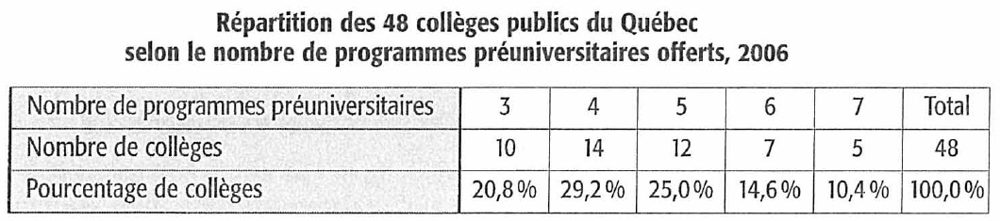 Répartition des 48 collèges publics du Québec
selon le nombre de programmes préuniversitaires offerts, 2006
Nombre de programmes préuniversitaires 3 4 5 6 7 Total
Nombre de collèges 10 14 12 7 5 48
Pourcentage de collèges 20,8 % 29,2 % 25,0 % 14,6 % 10,4 % 100,0 %